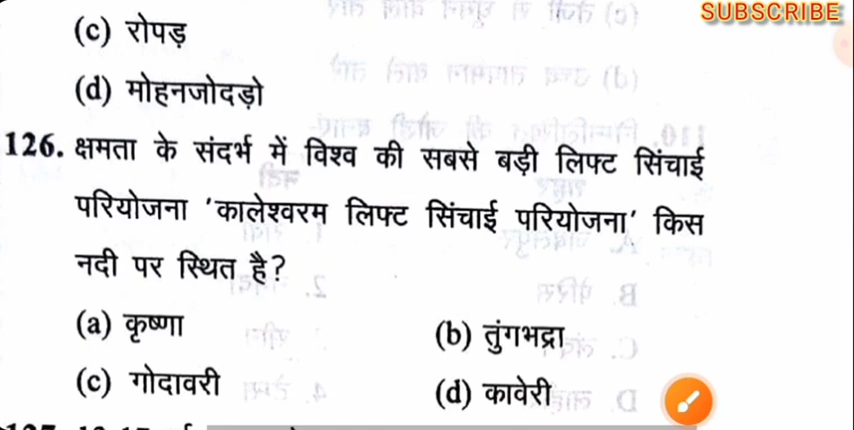 SUBSCRIBE
(c) रोपड़
(d) मोहनजोदड़ो
126. क्षमता के संदर्भ में विश्व की सबसे बड़ी लिफ्ट सिंचाई
परियोजना 'कालेश्वरम लिफ्ट सिंचाई परियोजना' किस
नदी पर स्थित है?
(a) कृष्णा
(b) तुंगभद्रा
(c) गोदावरी
(d) कावेरी